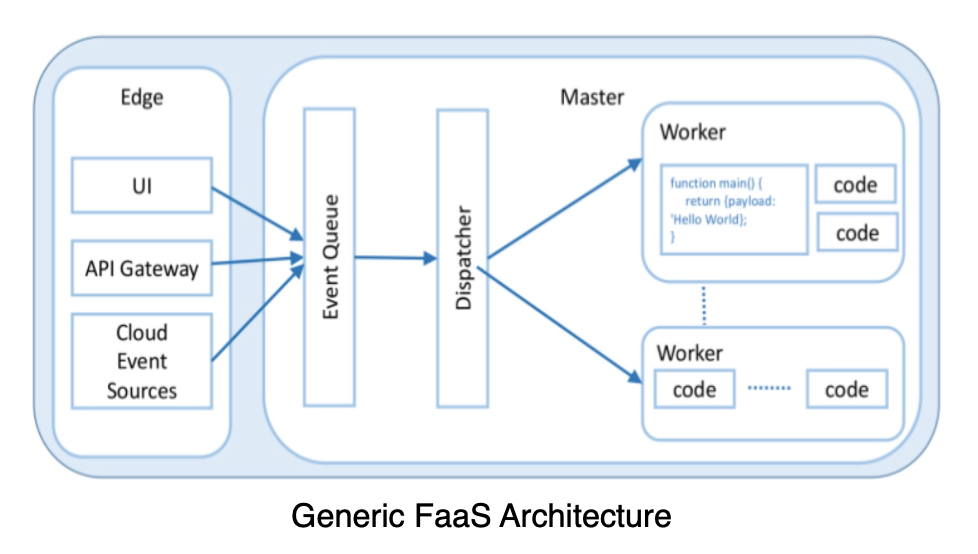 Edge
UI
API Gateway
Cloud
Event
Sources
Event Queue
Dispatcher
Master
Worker
function main() {
return {payload:
'Hello World};
}
code
code
Worker
code
code
Generic FaaS Architecture